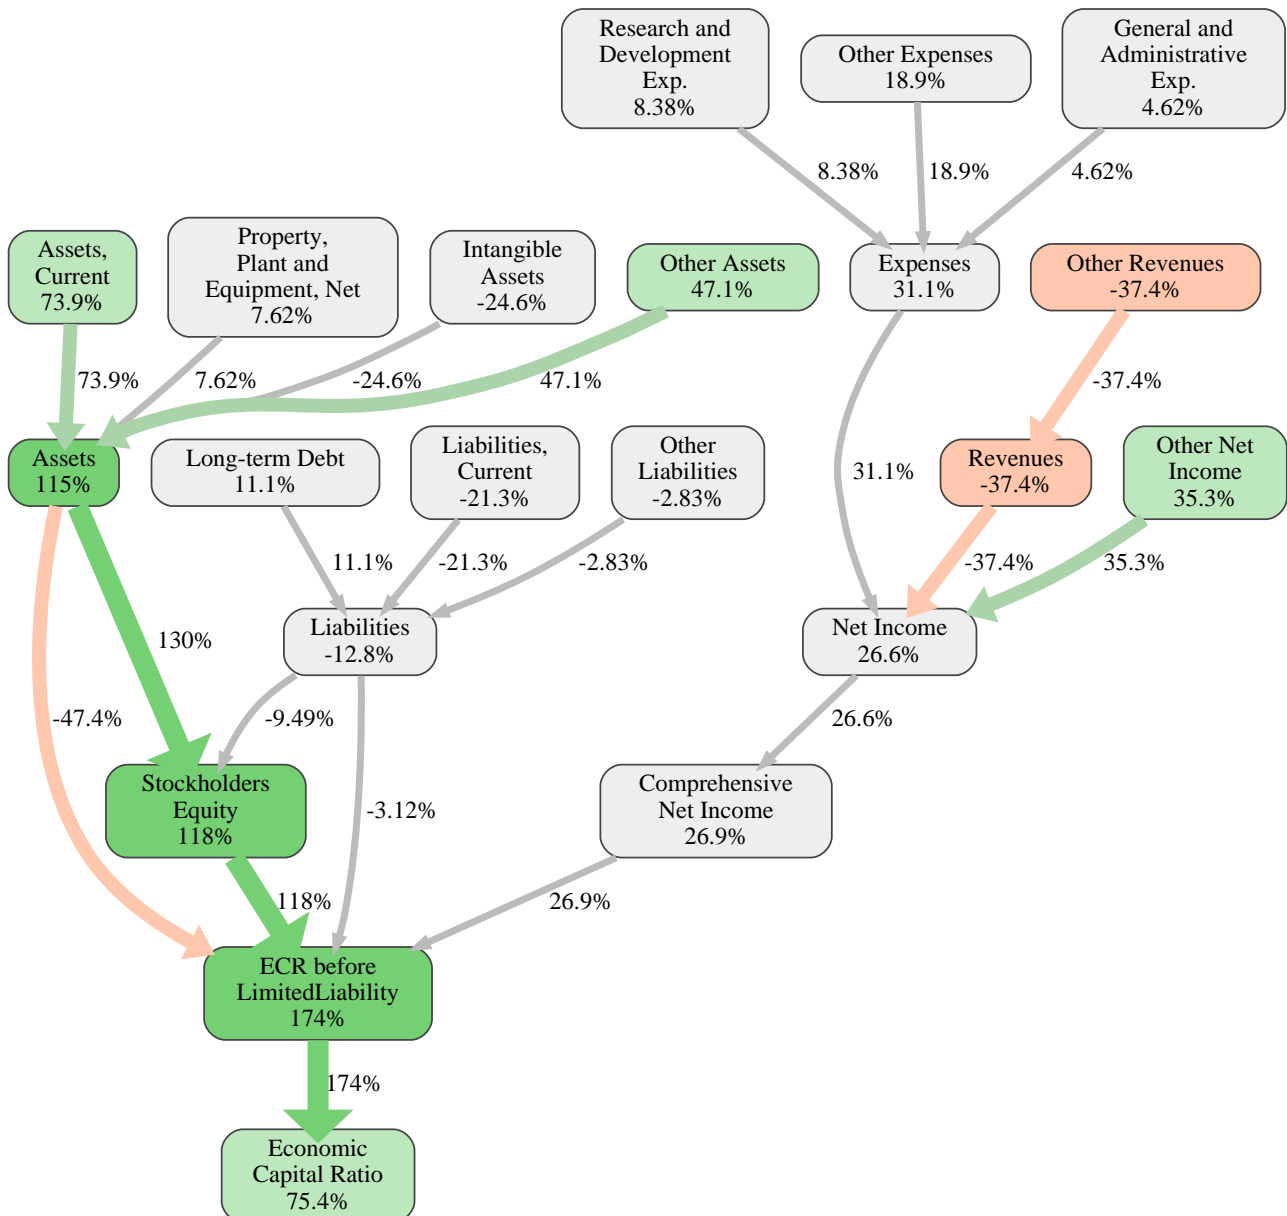 Research and
Development
Exp.
8.38%
Other Expenses
18.9%
General and
Administrative
Exp.
4.62%
8.38%
18.9%
4.62%
Assets,
Current
73.9%
Property,
Plant and
Equipment, Net
7.62%
Intangible
Assets
-24.6%
Other Assets
47.1%
Expenses
31.1%
Other Revenues
-37.4%
73.9%
7.62%
-24.6%
47.1%
-37.4%
Assets
115%
Long-term Debt
11.1%
Liabilities,
Current
-21.3%
Other
Liabilities
-2.83%
31.1%
Revenues
-37.4%
Other Net
Income
35.3%
11.1%
-21.3%
-2.83%
-37.4%
35.3%
130%
Liabilities
-12.8%
Net Income
26.6%
-47.4%
-9.49%
26.6%
Stockholders
Equity
118%
-3.12%
Comprehensive
Net Income
26.9%
118%
26.9%
ECR before
LimitedLiability
174%
174%
Economic
Capital Ratio
75.4%